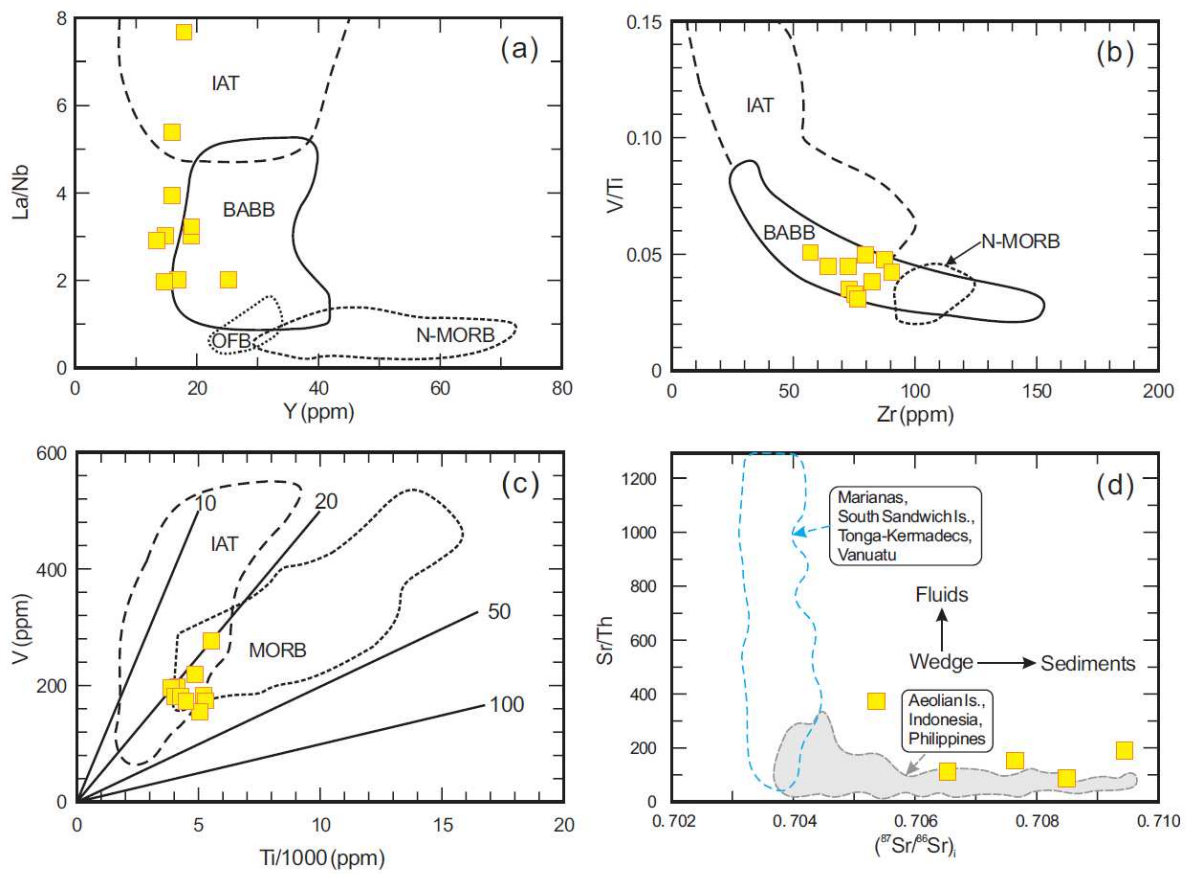 (a)
8
6
4
2
0
La/Nb
IAT
BABB
OFB
N-MORB
0
20
40
60
80
Y (ppm)
(b)
0.15
0.10
0.05
0
V/Ti
IAT
BABB
N-MORB
0
50
100
150
200
Zr (ppm)
(c)
600
400
200
0
V (ppm)
10
20
50
100
IAT
MORB
0
5
10
15
20
Ti/1000 (ppm)
(d)
1200
1000
800
600
400
200
0
Sr/Th
Marianas,
South Sandwich Is.,
Tonga-Kermadecs,
Vanuatu
Fluids
Wedge
Sediments
Aeolian Is.,
Indonesia,
Philippines
0.702
0.704
0.706
0.708
0.710
(⁸⁷Sr/⁸⁶Sr)ᵢ